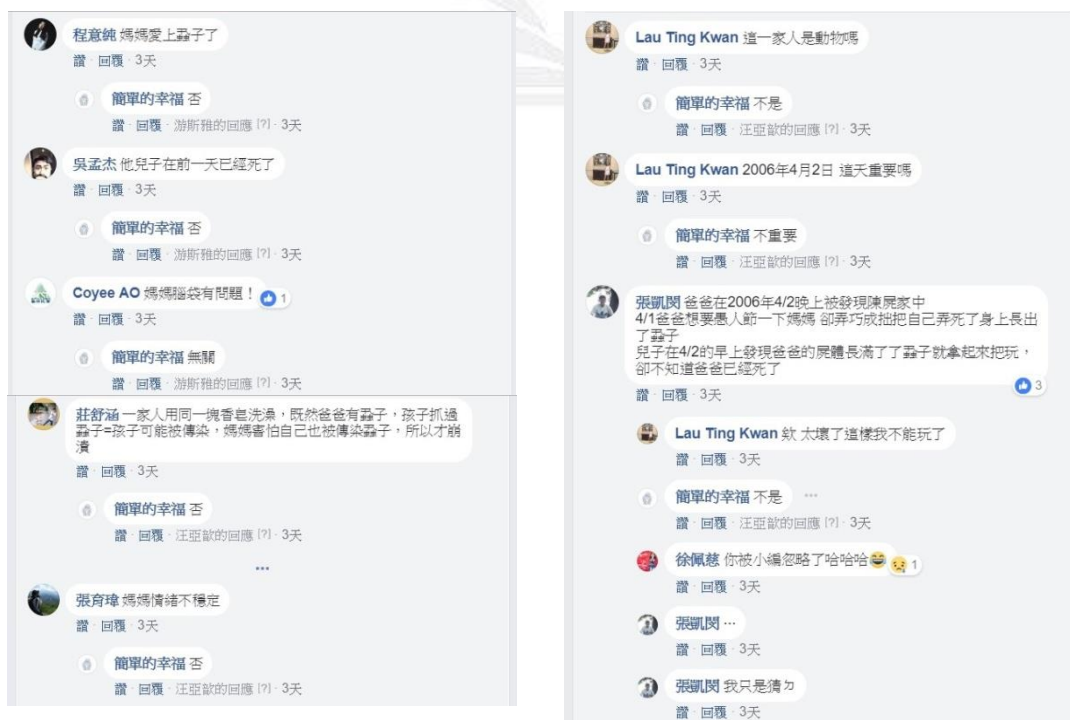 程意純 媽媽愛上蝨子了
讚 · 回覆 · 3天
簡單的幸福 否
讚 · 回覆 · 游斯雅的回應 [?] · 3天
吳孟杰 他兒子在前一天已經死了
讚 · 回覆 · 3天
簡單的幸福 否
讚 · 回覆 · 游斯雅的回應 [?] · 3天
Coyee AO 媽媽腦袋有問題！ 1
讚 · 回覆 · 3天
簡單的幸福 無關
讚 · 回覆 · 游斯雅的回應 [?] · 3天
莊舒涵 一家人用同一塊香皂洗澡，既然爸爸有蝨子，孩子抓過
蝨子=孩子可能被傳染，媽媽害怕自己也被傳染蝨子，所以才崩
潰
讚 · 回覆 · 3天
簡單的幸福 否
讚 · 回覆 · 汪亞歆的回應 [?] · 3天
張育瑋 媽媽情緒不穩定
讚 · 回覆 · 3天
簡單的幸福 否
讚 · 回覆 · 汪亞歆的回應 [?] · 3天
Lau Ting Kwan 這一家人是動物嗎
讚 · 回覆 · 3天
簡單的幸福 不是
讚 · 回覆 · 汪亞歆的回應 [?] · 3天
Lau Ting Kwan 2006年4月2日 這天重要嗎
讚 · 回覆 · 3天
簡單的幸福 不重要
讚 · 回覆 · 汪亞歆的回應 [?] · 3天
張凱閔 爸爸在2006年4/2晚上被發現陳屍家中
4/1爸爸想要愚人節一下媽媽 卻弄巧成拙把自己弄死了身上長出
了蝨子
兒子在4/2的早上發現爸爸的屍體長滿了了蝨子就拿起來把玩，
卻不知道爸爸已經死了
3
讚 · 回覆 · 3天
Lau Ting Kwan 欸 太壞了這樣我不能玩了
讚 · 回覆 · 3天
簡單的幸福 不是
讚 · 回覆 · 汪亞歆的回應 [?] · 3天
徐佩慈 你被小編忽略了哈哈哈😂 1
讚 · 回覆 · 3天
張凱閔 …
讚 · 回覆 · 3天
張凱閔 我只是猜ㄉ
讚 · 回覆 · 3天